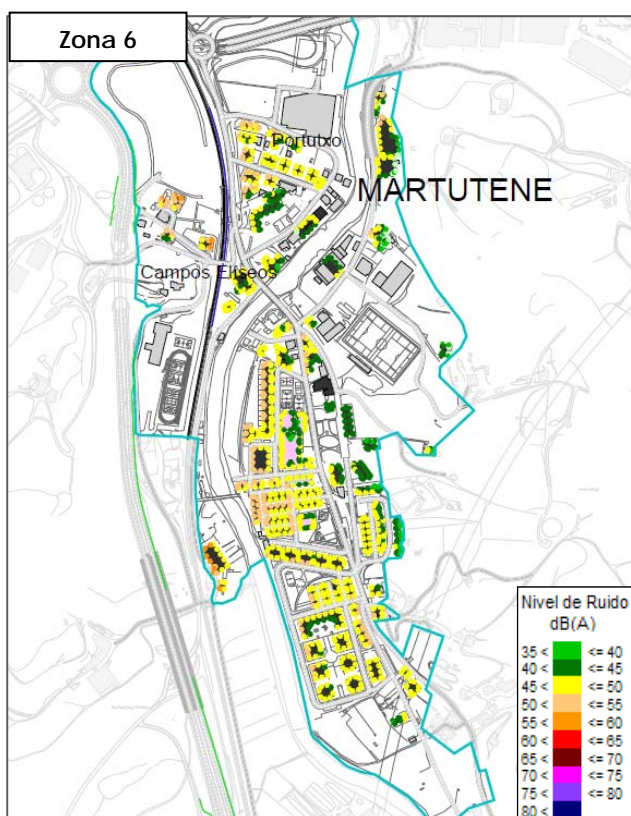 Zona 6
Portutxo
MARTUTENE
Campos Elíseos
Nivel de Ruido
dB(A)
35 < <= 40
40 < <= 45
45 < <= 50
50 < <= 55
55 < <= 60
60 < <= 65
65 < <= 70
70 < <= 75
75 < <= 80
80 <